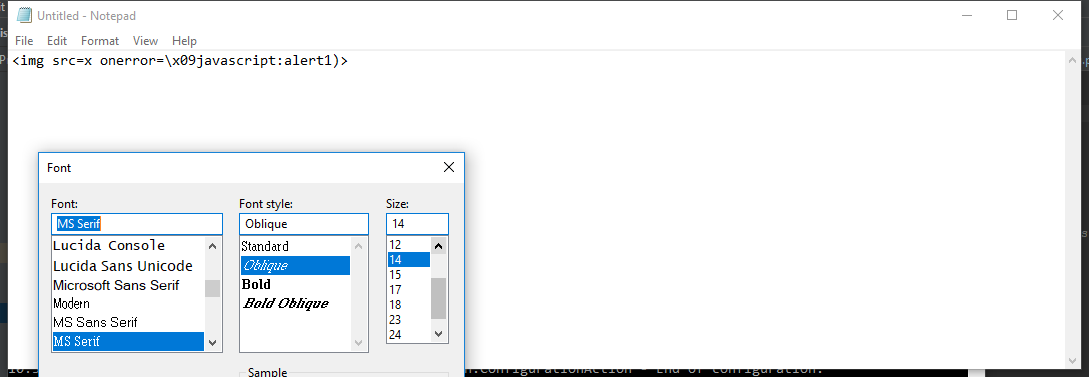 Untitled - Notepad
File Edit Format View Help
<img src=x onerror=\x09javascript:alert1)>
Font
Font: Font style: Size:
MS Serif Oblique 14
Lucida Console Standard 12
Lucida Sans Unicode Oblique 14
Microsoft Sans Serif Bold 15
Modern Bold Oblique 17
MS Sans Serif 18
MS Serif 23
24
Sample
.ConfigurationAction - End of configuration.